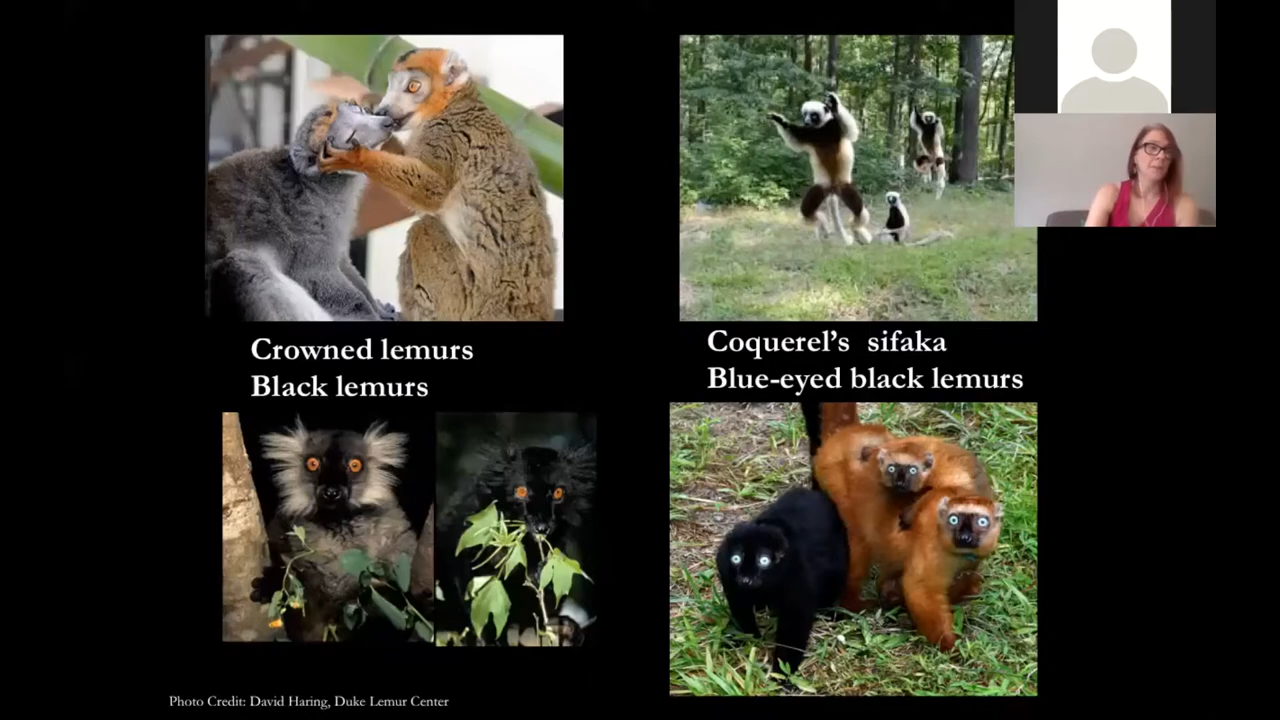 Crowned lemurs
Black lemurs
Coquerel's  sifaka
Blue-eyed black lemurs
Photo Credit: David Haring, Duke Lemur Center